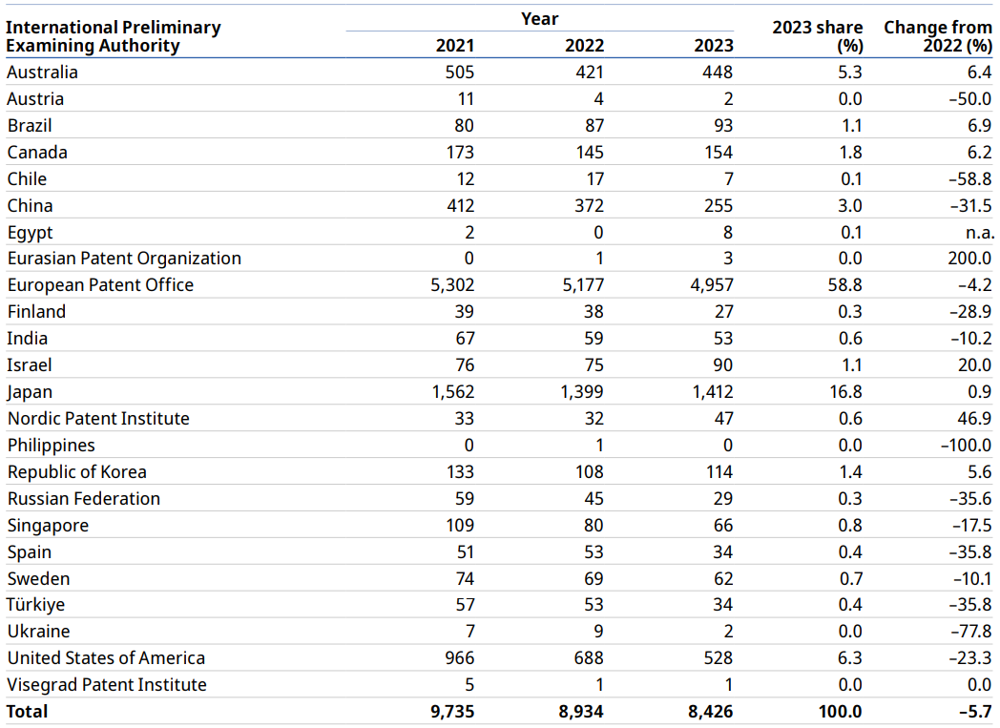 Year
International Preliminary 2023 share Change from
Examining Authority 2021 2022 2023 (%) 2022 (%)
Australia 505 421 448 5.3 6.4
Austria 11 4 2 0.0 –50.0
Brazil 80 87 93 1.1 6.9
Canada 173 145 154 1.8 6.2
Chile 12 17 7 0.1 –58.8
China 412 372 255 3.0 –31.5
Egypt 2 0 8 0.1 n.a.
Eurasian Patent Organization 0 1 3 0.0 200.0
European Patent Office 5,302 5,177 4,957 58.8 –4.2
Finland 39 38 27 0.3 –28.9
India 67 59 53 0.6 –10.2
Israel 76 75 90 1.1 20.0
Japan 1,562 1,399 1,412 16.8 0.9
Nordic Patent Institute 33 32 47 0.6 46.9
Philippines 0 1 0 0.0 –100.0
Republic of Korea 133 108 114 1.4 5.6
Russian Federation 59 45 29 0.3 –35.6
Singapore 109 80 66 0.8 –17.5
Spain 51 53 34 0.4 –35.8
Sweden 74 69 62 0.7 –10.1
Türkiye 57 53 34 0.4 –35.8
Ukraine 7 9 2 0.0 –77.8
United States of America 966 688 528 6.3 –23.3
Visegrad Patent Institute 5 1 1 0.0 0.0
Total 9,735 8,934 8,426 100.0 –5.7